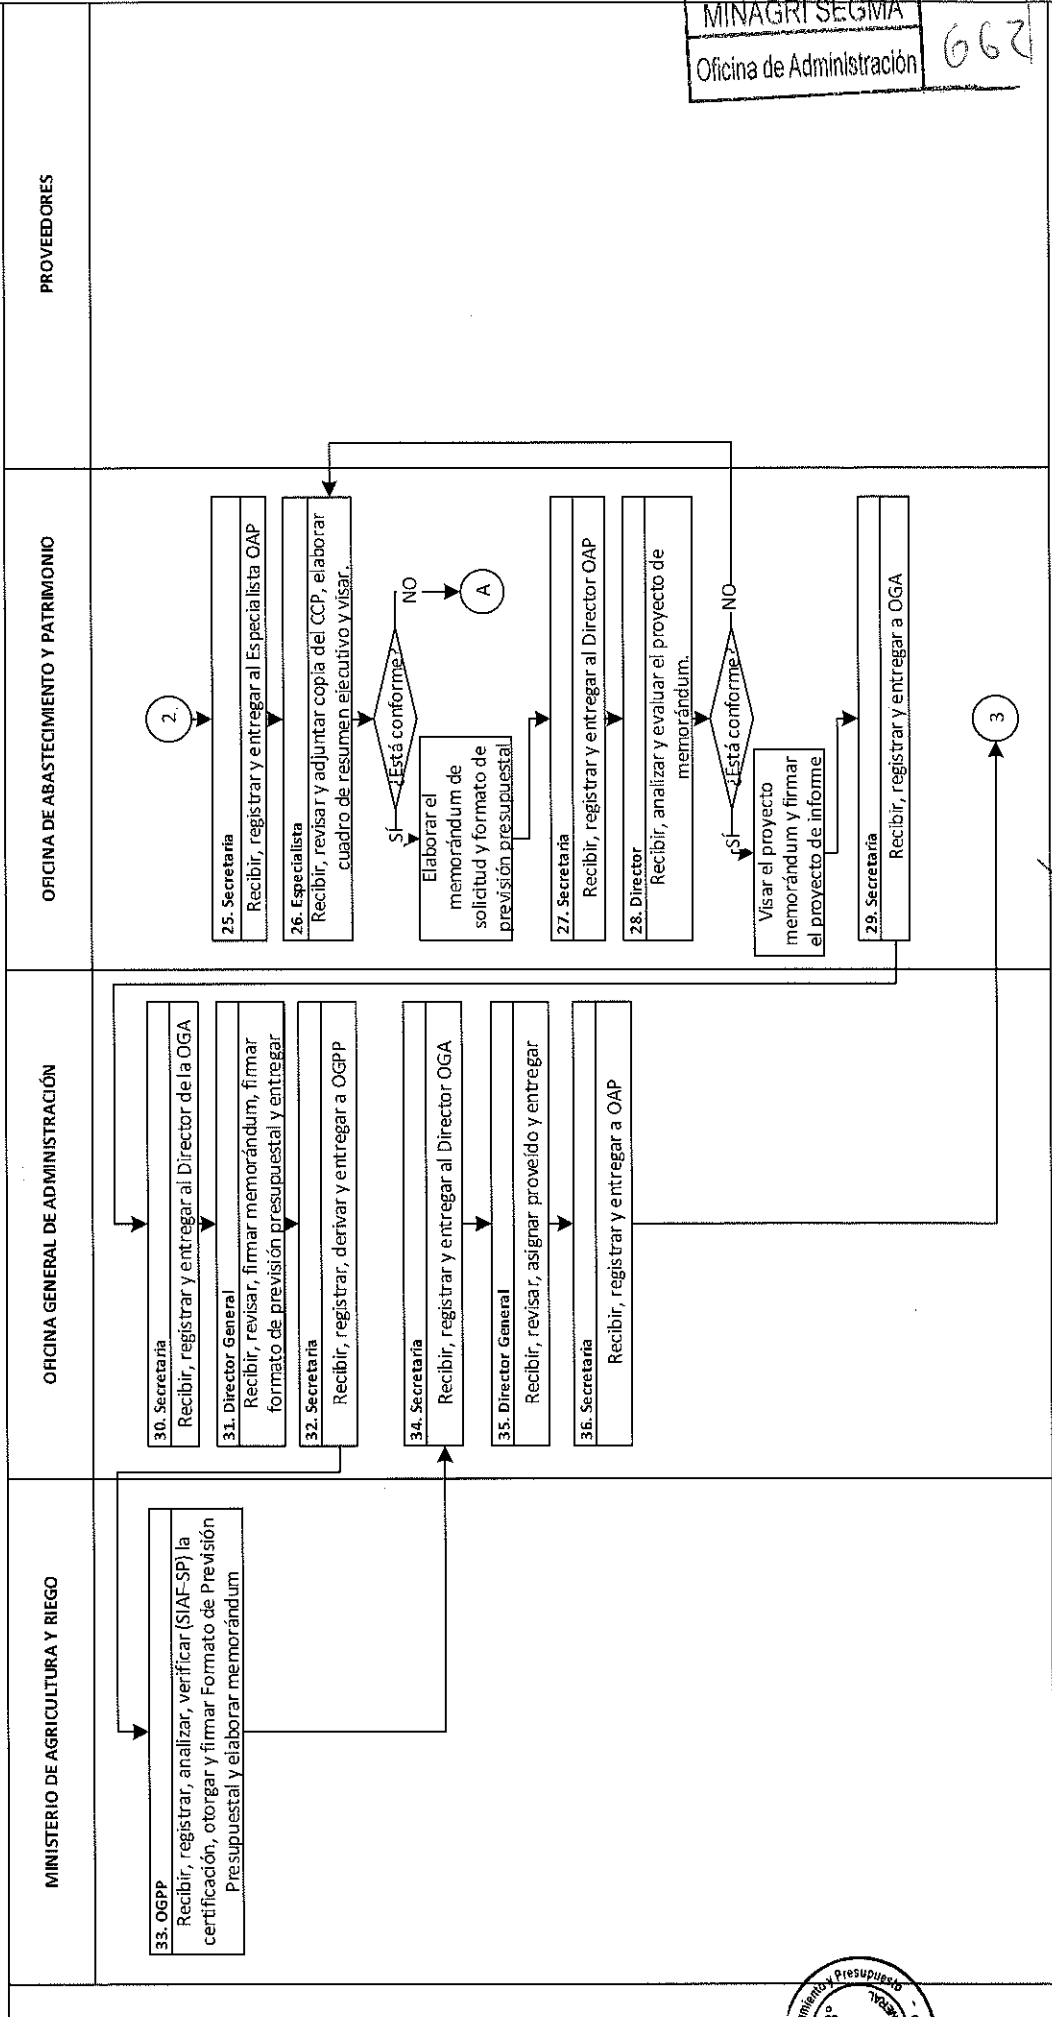 MINISTERIO DE AGRICULTURA Y RIEGO
OFICINA GENERAL DE ADMINISTRACIÓN
OFICINA DE ABASTECIMIENTO Y PATRIMONIO
PROVEEDORES
33. OGPP
Recibir, registrar, analizar, verificar (SIAF-SP) la
certificación, otorgar y firmar Formato de Previsión
Presupuestal y elaborar memorándum
30. Secretaria
Recibir, registrar y entregar al Director de la OGA
31. Director General
Recibir, revisar, firmar memorándum, firmar
formato de previsión presupuestal y entregar
32. Secretaria
Recibir, registrar, derivar y entregar a OGPP
34. Secretaria
Recibir, registrar y entregar al Director OGA
35. Director General
Recibir, revisar, asignar proveído y entregar
36. Secretaria
Recibir, registrar y entregar a OAP
2
25. Secretaria
Recibir, registrar y entregar al Especialista OAP
26. Especialista
Recibir, revisar y adjuntar copia del CCP, elaborar
cuadro de resumen ejecutivo y visar.
¿Está conforme?
SÍ
NO
A
Elaborar el
memorándum de
solicitud y formato de
previsión presupuestal
27. Secretaria
Recibir, registrar y entregar al Director OAP
28. Director
Recibir, analizar y evaluar el proyecto de
memorándum.
¿Está conforme?
SÍ
NO
Visar el proyecto
memorándum y firmar
el proyecto de informe
29. Secretaria
Recibir, registrar y entregar a OGA
3
MINAGRI SEGMA
Oficina de Administración
662
Presupuesto